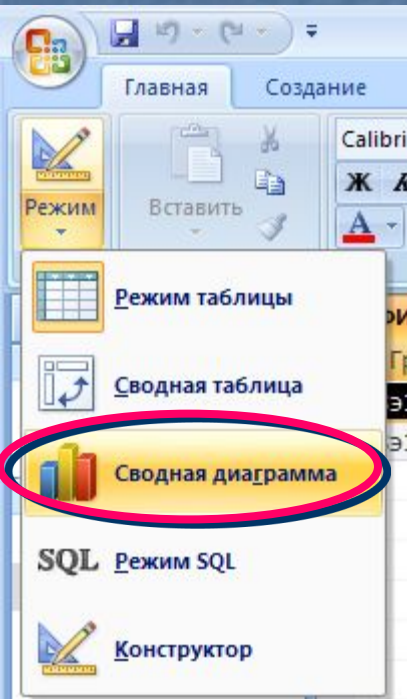 Главная Создание
Режим
Вставить
Calibri
Ж К
A
Режим таблицы
Сводная таблица
Сводная диаграмма
SQL Режим SQL
Конструктор